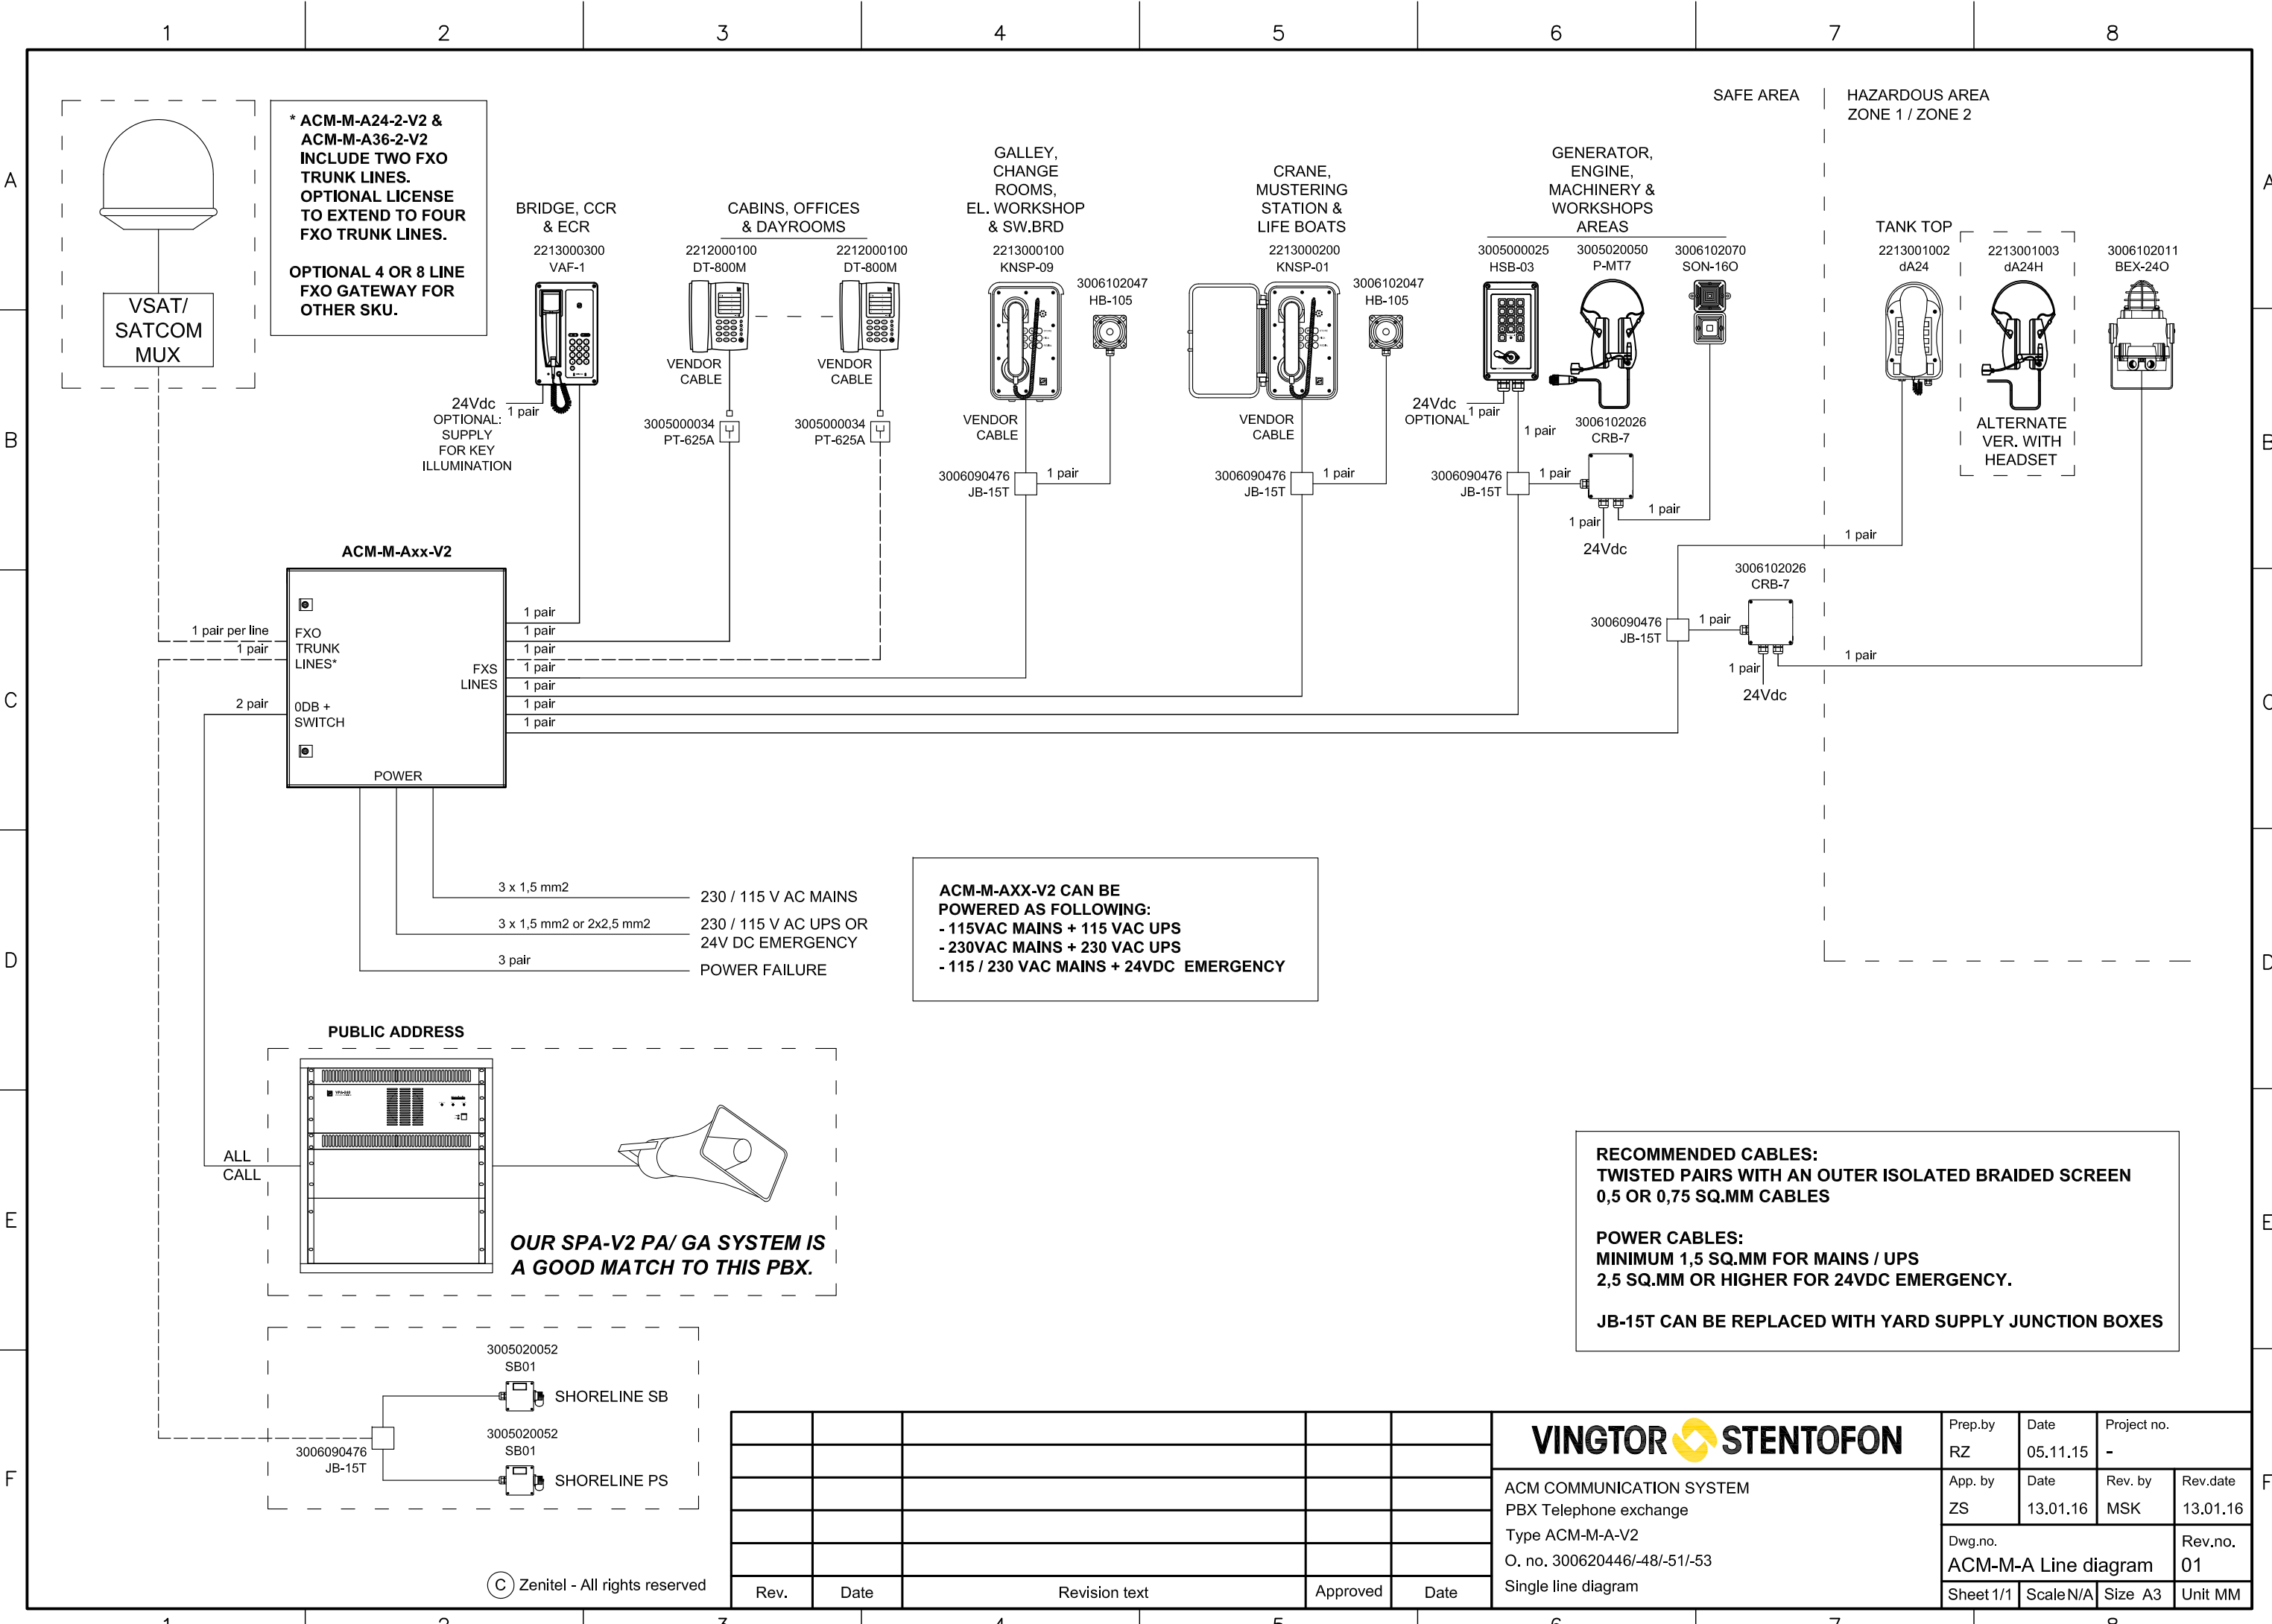 1 2 3 4 5 6 7 8
A
B
C
D
E
F
A
B
C
D
E
F
SAFE AREA
HAZARDOUS AREA
ZONE 1 / ZONE 2
* ACM-M-A24-2-V2 &
ACM-M-A36-2-V2
INCLUDE TWO FXO
TRUNK LINES.
OPTIONAL LICENSE
TO EXTEND TO FOUR
FXO TRUNK LINES.
OPTIONAL 4 OR 8 LINE
FXO GATEWAY FOR
OTHER SKU.
VSAT/
SATCOM
MUX
BRIDGE, CCR
& ECR
2213000300
VAF-1
24Vdc
1 pair
OPTIONAL:
SUPPLY
FOR KEY
ILLUMINATION
CABINS, OFFICES
& DAYROOMS
2212000100
DT-800M
VENDOR
CABLE
3005000034
PT-625A
2212000100
DT-800M
VENDOR
CABLE
3005000034
PT-625A
GALLEY,
CHANGE
ROOMS,
EL. WORKSHOP
& SW.BRD
2213000100
KNSP-09
3006102047
HB-105
VENDOR
CABLE
3006090476
JB-15T
1 pair
CRANE,
MUSTERING
STATION &
LIFE BOATS
2213000200
KNSP-01
3006102047
HB-105
VENDOR
CABLE
3006090476
JB-15T
1 pair
GENERATOR,
ENGINE,
MACHINERY &
WORKSHOPS
AREAS
3005000025
HSB-03
3005020050
P-MT7
3006102070
SON-16O
24Vdc
OPTIONAL
1 pair
1 pair
3006102026
CRB-7
3006090476
JB-15T
1 pair
1 pair
1 pair
24Vdc
TANK TOP
2213001002
dA24
2213001003
dA24H
3006102011
BEX-24O
ALTERNATE
VER. WITH
HEADSET
1 pair
3006102026
CRB-7
3006090476
JB-15T
1 pair
1 pair
1 pair
24Vdc
ACM-M-Axx-V2
1 pair per line
1 pair
FXO
TRUNK
LINES*
2 pair
0DB +
SWITCH
FXS
LINES
POWER
1 pair
1 pair
1 pair
1 pair
1 pair
1 pair
1 pair
3 x 1,5 mm2
230 / 115 V AC MAINS
3 x 1,5 mm2 or 2x2,5 mm2
230 / 115 V AC UPS OR
24V DC EMERGENCY
3 pair
POWER FAILURE
ACM-M-AXX-V2 CAN BE
POWERED AS FOLLOWING:
- 115VAC MAINS + 115 VAC UPS
- 230VAC MAINS + 230 VAC UPS
- 115 / 230 VAC MAINS + 24VDC EMERGENCY
PUBLIC ADDRESS
ALL
CALL
OUR SPA-V2 PA/ GA SYSTEM IS
A GOOD MATCH TO THIS PBX.
RECOMMENDED CABLES:
TWISTED PAIRS WITH AN OUTER ISOLATED BRAIDED SCREEN
0,5 OR 0,75 SQ.MM CABLES
POWER CABLES:
MINIMUM 1,5 SQ.MM FOR MAINS / UPS
2,5 SQ.MM OR HIGHER FOR 24VDC EMERGENCY.
JB-15T CAN BE REPLACED WITH YARD SUPPLY JUNCTION BOXES
3005020052
SB01
SHORELINE SB
3005020052
SB01
SHORELINE PS
3006090476
JB-15T
C Zenitel - All rights reserved
Rev. Date Revision text Approved Date
VINGTOR STENTOFON
ACM COMMUNICATION SYSTEM
PBX Telephone exchange
Type ACM-M-A-V2
O. no. 300620446/-48/-51/-53
Single line diagram
Prep.by Date Project no.
RZ 05.11.15 -
App. by Date Rev. by Rev.date
ZS 13.01.16 MSK 13.01.16
Dwg.no. Rev.no.
ACM-M-A Line diagram 01
Sheet 1/1 Scale N/A Size A3 Unit MM